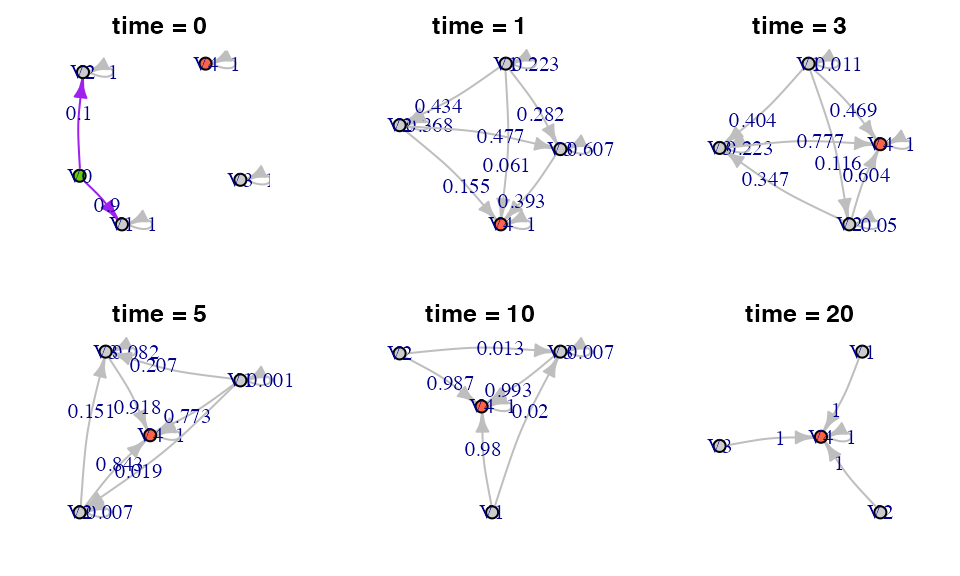 time = 0
time = 1
time = 3
V2 1
V4 1
0.1
V0
V3 1
0.9
V1 1
V1 0.223
0.434
0.282
V2 0.368
0.477
V3 0.607
0.061
0.155
0.393
V4 1
V1 0.011
0.469
0.404
0.777
V4 1
V3 0.223
0.116
0.604
0.347
V2 0.05
time = 5
time = 10
time = 20
V3 0.082
0.207
V1 0.001
0.151
0.918
0.773
V4 1
0.843
0.019
V2 0.007
V2
0.013
V3 0.007
0.987
0.993
V4 1
0.02
0.98
V1
V1
1
V4 1
V3
1
1
V2